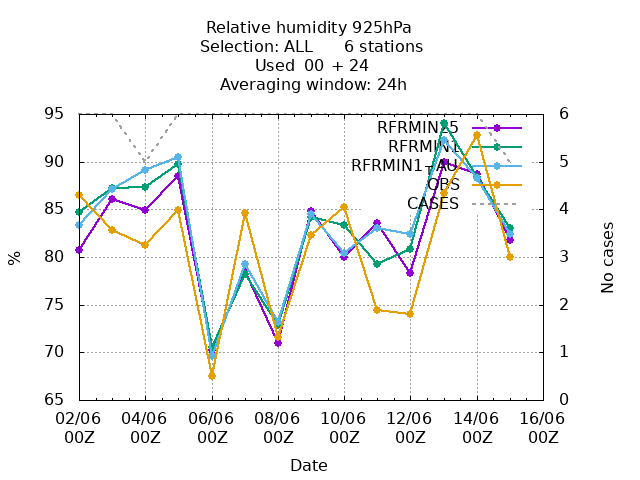 Relative humidity 925hPa
Selection: ALL 6 stations
Used 00 + 24
Averaging window: 24h
95 6
RFRMIN15
90 RFRMIN1 5
RFRMIN1+AU
OBS
85 CASES 4
80 3
75 2
70 1
65 0
% No cases
02/06 04/06 06/06 08/06 10/06 12/06 14/06 16/06
00Z 00Z 00Z 00Z 00Z 00Z 00Z 00Z
Date